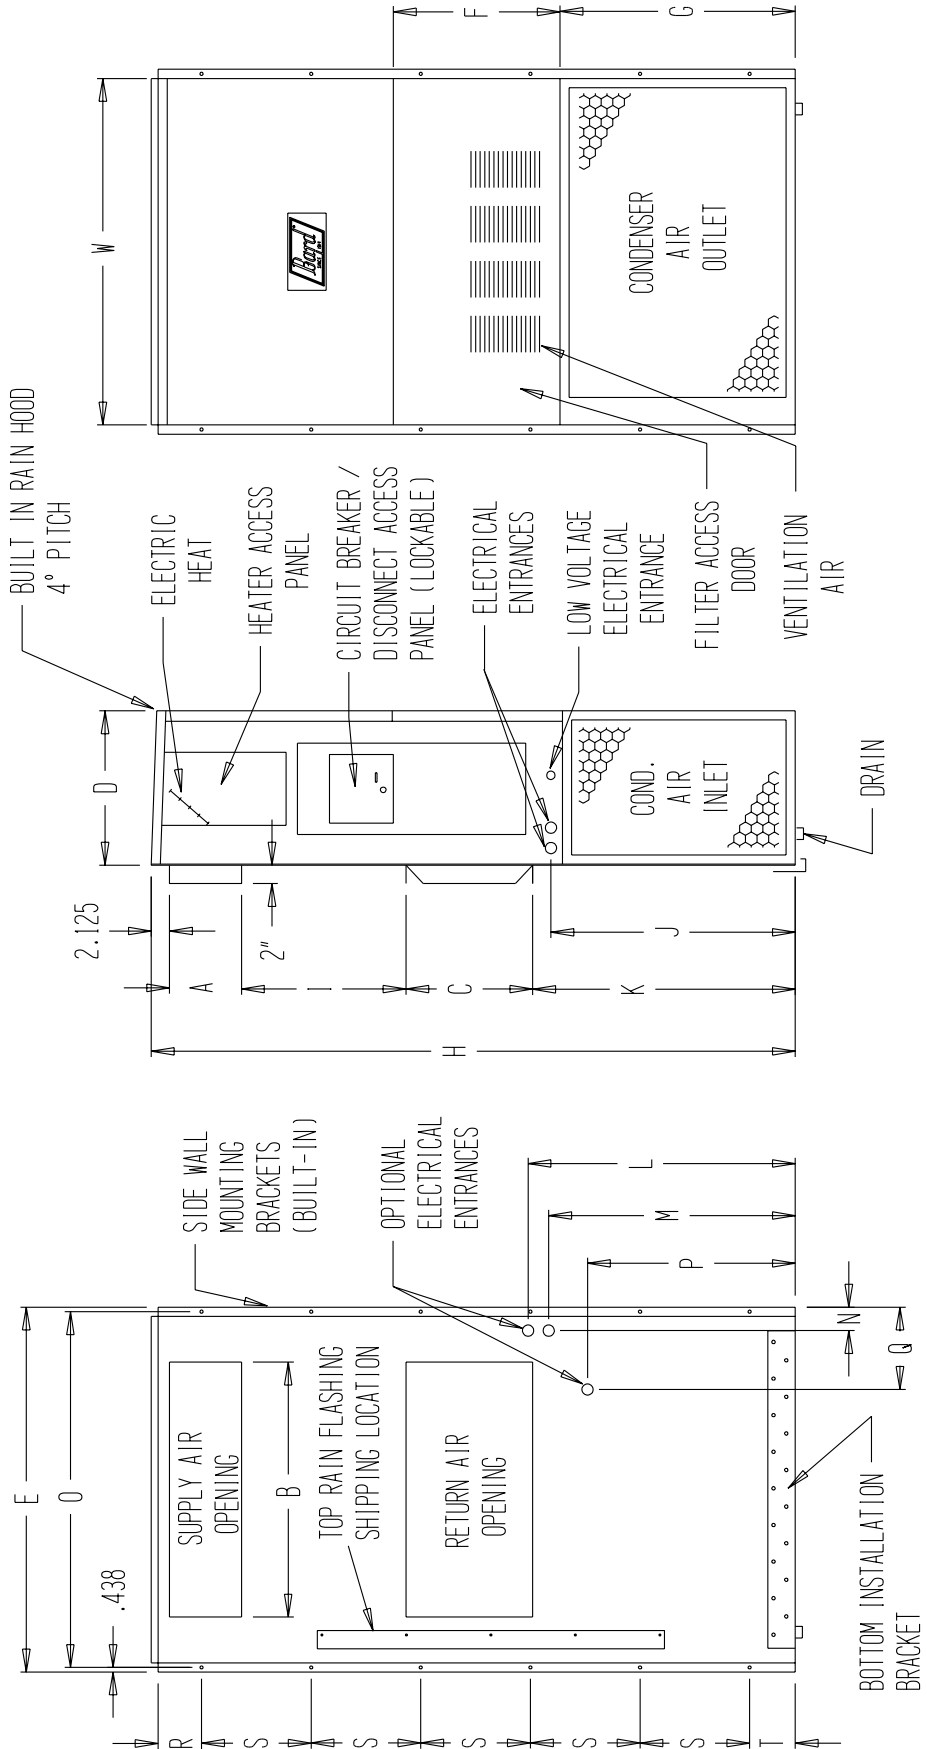 W
F
G
Bard
CONDENSER
AIR
OUTLET
BUILT IN RAIN HOOD
4° PITCH
ELECTRIC
HEAT
HEATER ACCESS
PANEL
CIRCUIT BREAKER /
DISCONNECT ACCESS
PANEL (LOCKABLE)
ELECTRICAL
ENTRANCES
LOW VOLTAGE
ELECTRICAL
ENTRANCE
FILTER ACCESS
DOOR
VENTILATION
AIR
D
COND.
AIR
INLET
DRAIN
2.125
A
2"
I
C
K
J
H
SIDE WALL
MOUNTING
BRACKETS
(BUILT-IN)
OPTIONAL
ELECTRICAL
ENTRANCES
L
M
P
N
Q
E
O
.438
SUPPLY AIR
OPENING
B
TOP RAIN FLASHING
SHIPPING LOCATION
RETURN AIR
OPENING
BOTTOM INSTALLATION
BRACKET
R
S
S
S
S
S
T